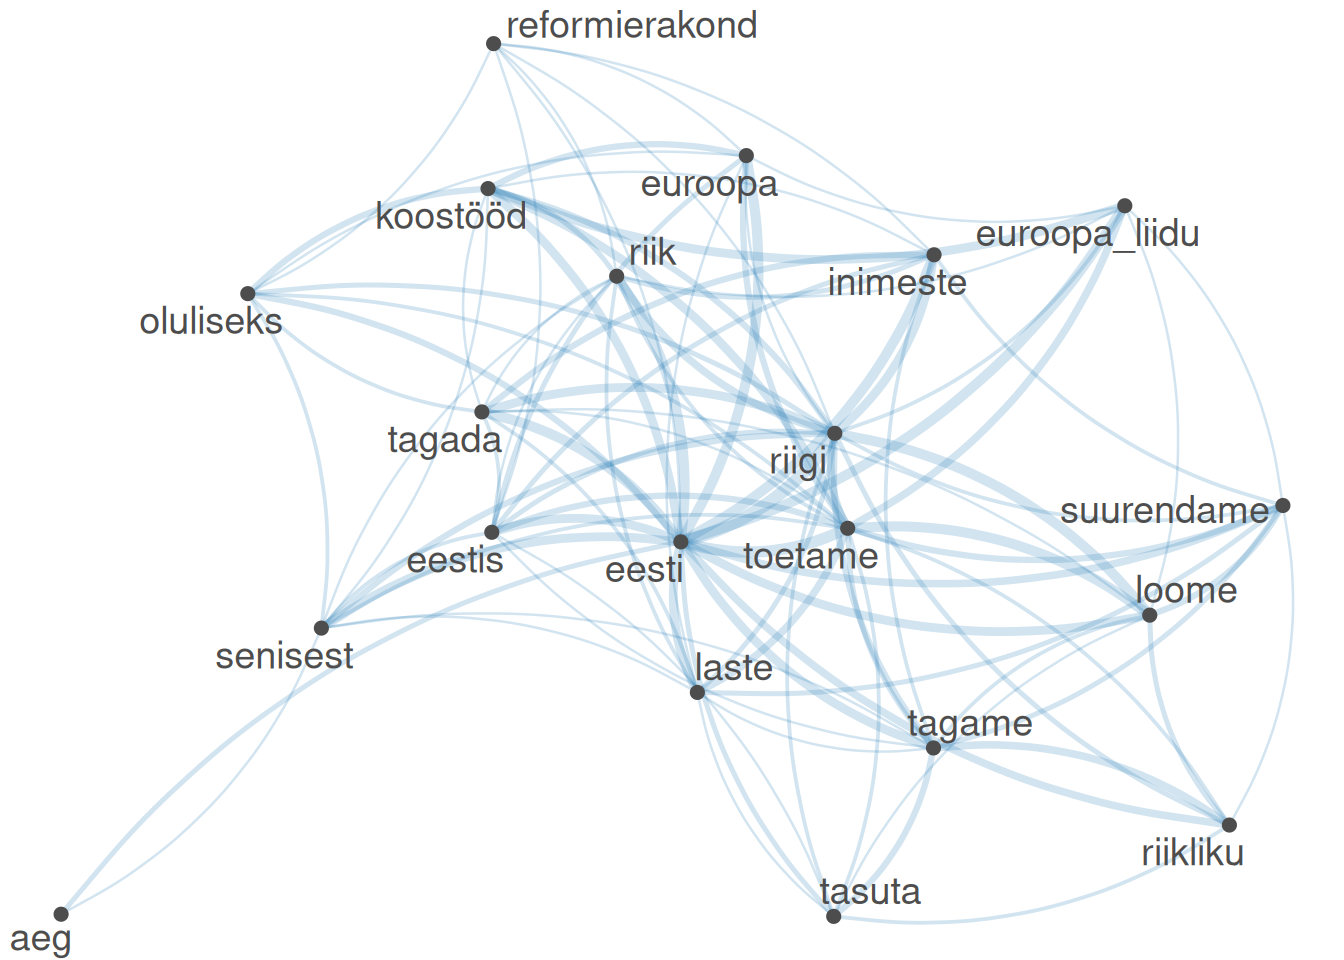 reformierakond
euroopa
koostööd
euroopa_liidu
riik
inimeste
oluliseks
tagada
riigi
suurendame
eestis
eesti
toetame
loome
senisest
laste
tagame
riikliku
tasuta
aeg